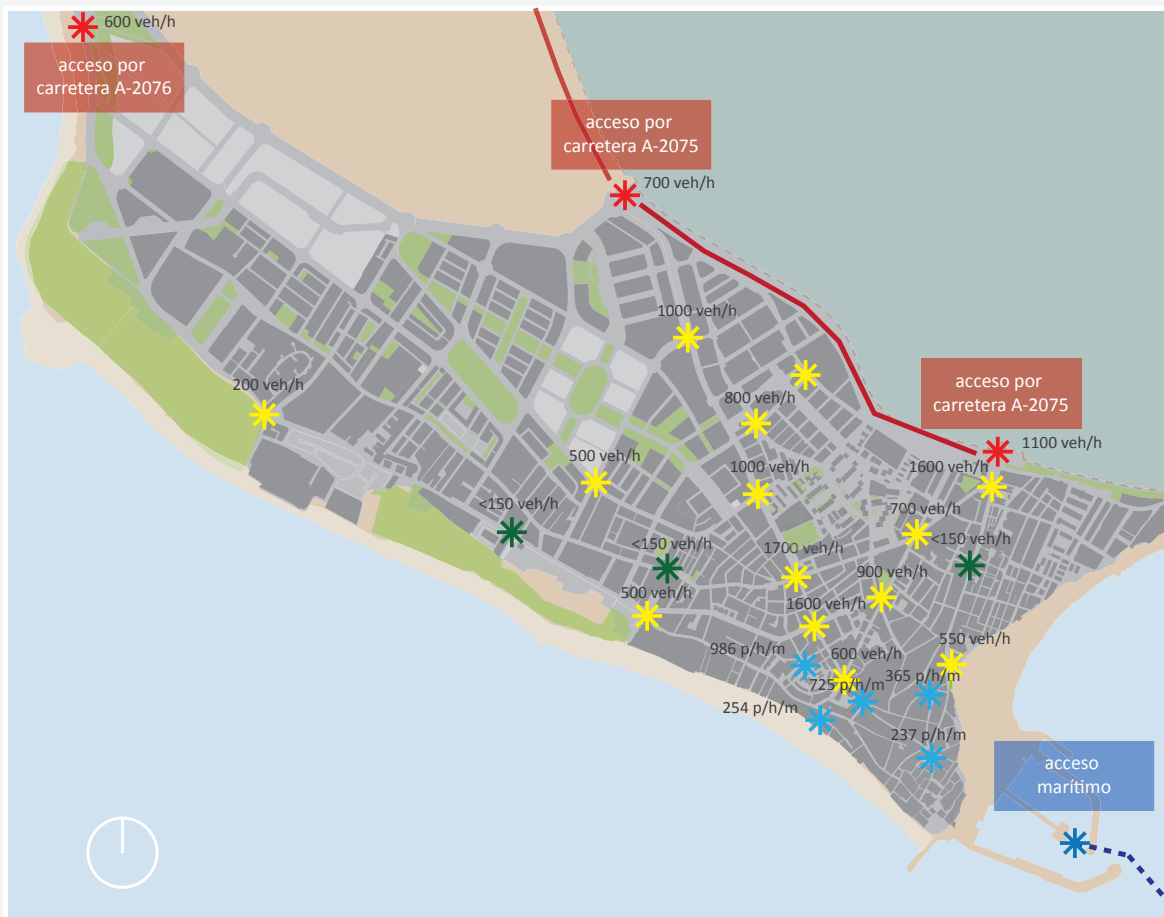 600 veh/h
acceso por
carretera A-2076
acceso por
carretera A-2075
700 veh/h
1000 veh/h
200 veh/h
800 veh/h
acceso por
carretera A-2075
1100 veh/h
500 veh/h
1000 veh/h
1600 veh/h
<150 veh/h
700 veh/h
<150 veh/h
<150 veh/h
1700 veh/h
900 veh/h
500 veh/h
1600 veh/h
986 p/h/m
600 veh/h
550 veh/h
725 p/h/m
365 p/h/m
254 p/h/m
237 p/h/m
acceso
marítimo